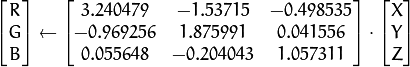 [R] ← [3.240479 −1.53715 −0.498535] · [X]
[G] [−0.969256 1.875991 0.041556] [Y]
[B] [0.055648 −0.204043 1.057311] [Z]